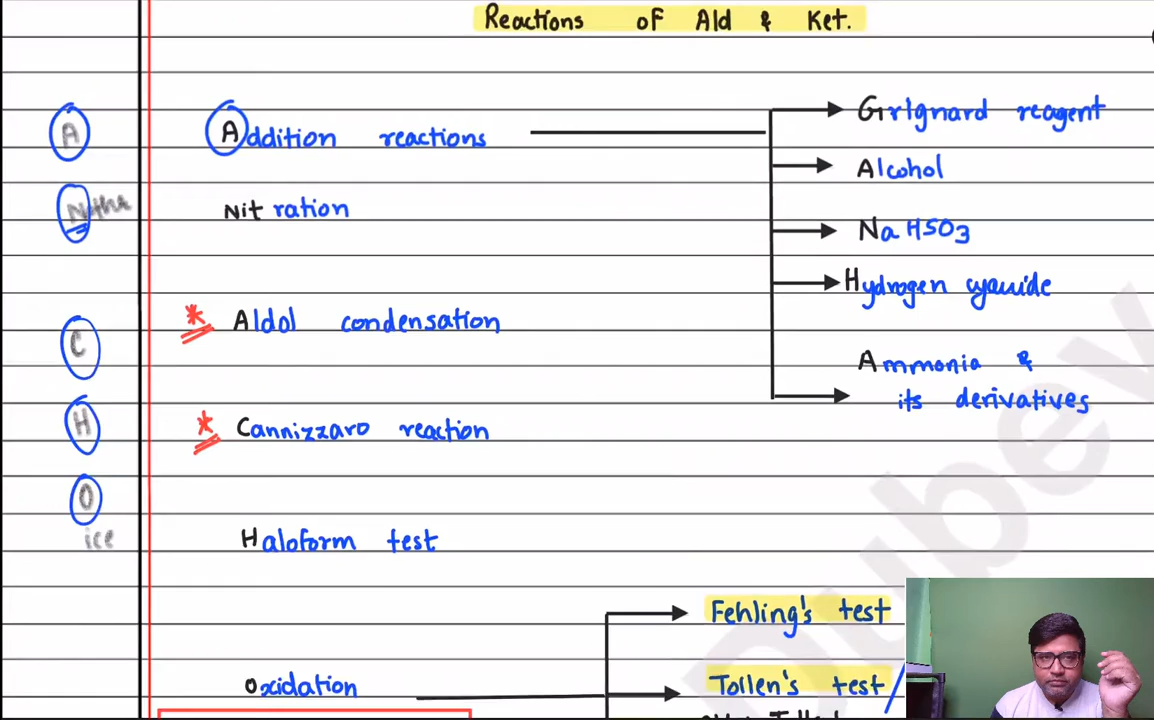 Reactions of Ald & Ket.
A Addition reactions
Grignard reagent
Alcohol
Nitration
NaHSO3
Hydrogen cyanide
C Aldol condensation
Ammonia &
its derivatives
H Cannizzaro reaction
O
ice
Haloform test
Fehling's test
Oxidation
Tollen's test
Dubey